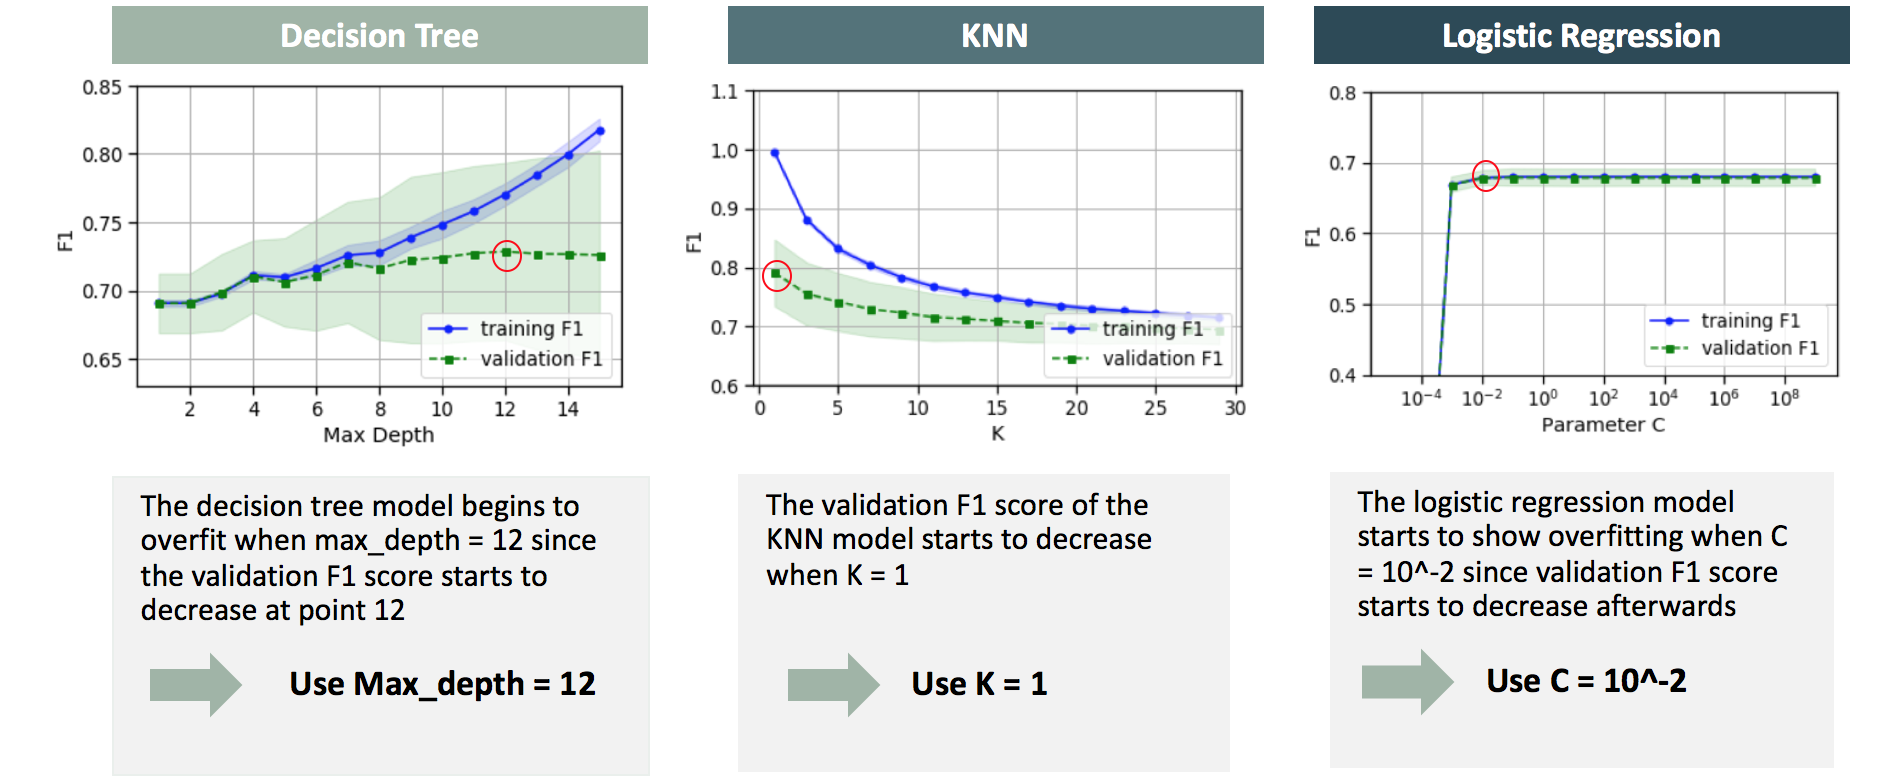 Decision Tree
0.85
0.80
0.75
0.70
0.65
F1
training F1
validation F1
2 4 6 8 10 12 14
Max Depth
The decision tree model begins to
overfit when max_depth = 12 since
the validation F1 score starts to
decrease at point 12
Use Max_depth = 12
KNN
1.1
1.0
0.9
0.8
0.7
0.6
F1
training F1
validation F1
0 5 10 15 20 25 30
K
The validation F1 score of the
KNN model starts to decrease
when K = 1
Use K = 1
Logistic Regression
0.8
0.7
0.6
0.5
0.4
F1
training F1
validation F1
10⁻⁴ 10⁻² 10⁰ 10² 10⁴ 10⁶ 10⁸
Parameter C
The logistic regression model
starts to show overfitting when C
= 10^-2 since validation F1 score
starts to decrease afterwards
Use C = 10^-2